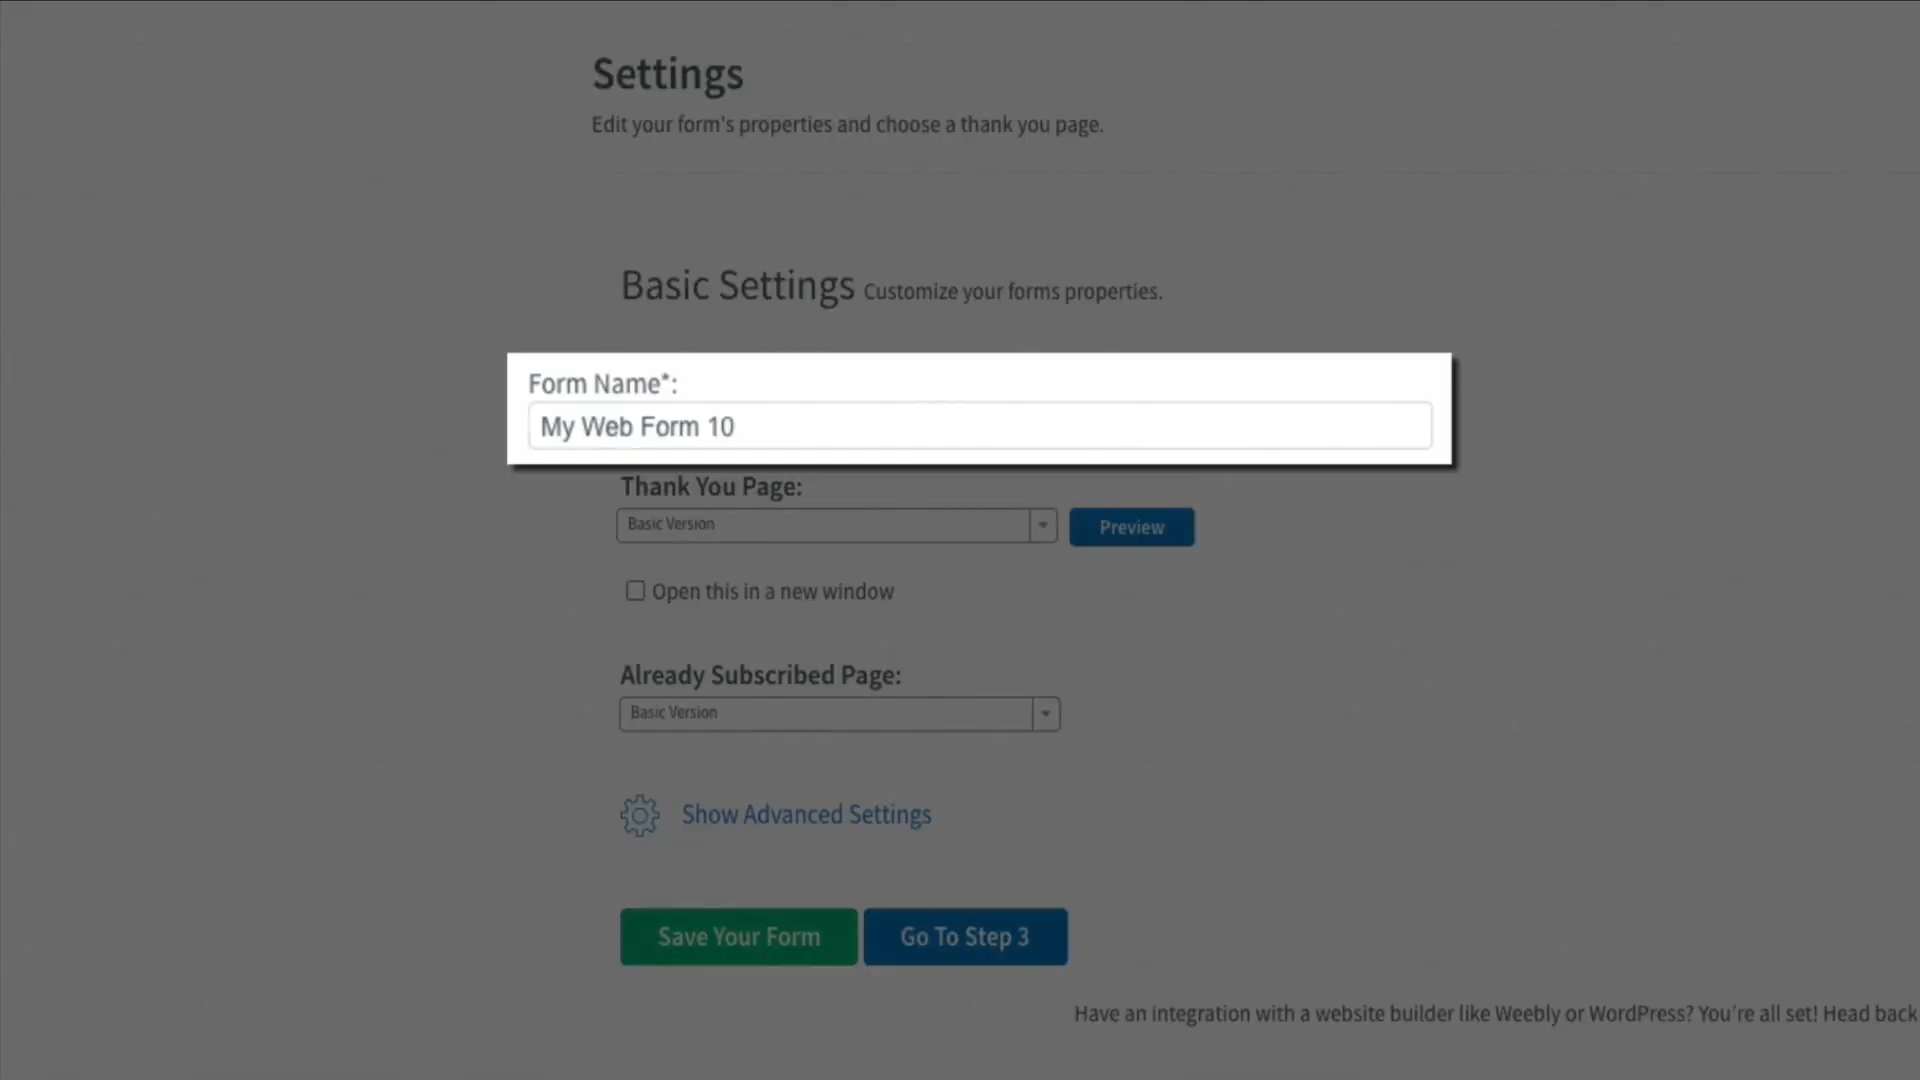 Settings
Edit your form's properties and choose a thank you page.
Basic Settings Customize your forms properties.
Form Name*:
My Web Form 10
Thank You Page:
Basic Version
Preview
Open this in a new window
Already Subscribed Page:
Basic Version
Show Advanced Settings
Save Your Form Go To Step 3
Have an integration with a website builder like Weebly or WordPress? You're all set! Head back